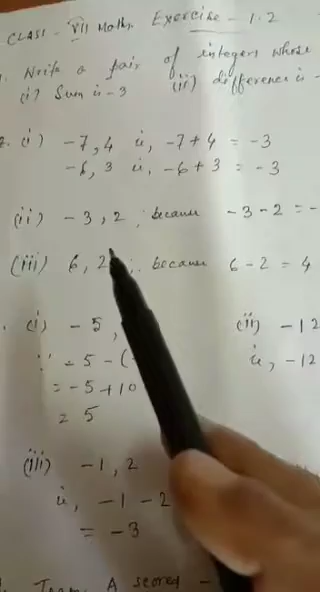 CLASS - VII Math Exercise - 1.2
Write a pair of integers whose
(i) Sum is -3 (ii) difference is -
(i) -7, 4 is, -7+4 = -3
-6, 3 is, -6+3 = -3
(ii) -3, 2 ; because -3-2 = -
(iii) 6, 2 ; because 6-2 = 4
(i) -5, (ii) -12
∵ = 5 - (- is, -12
= -5+10
= 5
(iii) -1, 2
is, -1-2
= -3
Team A scored -